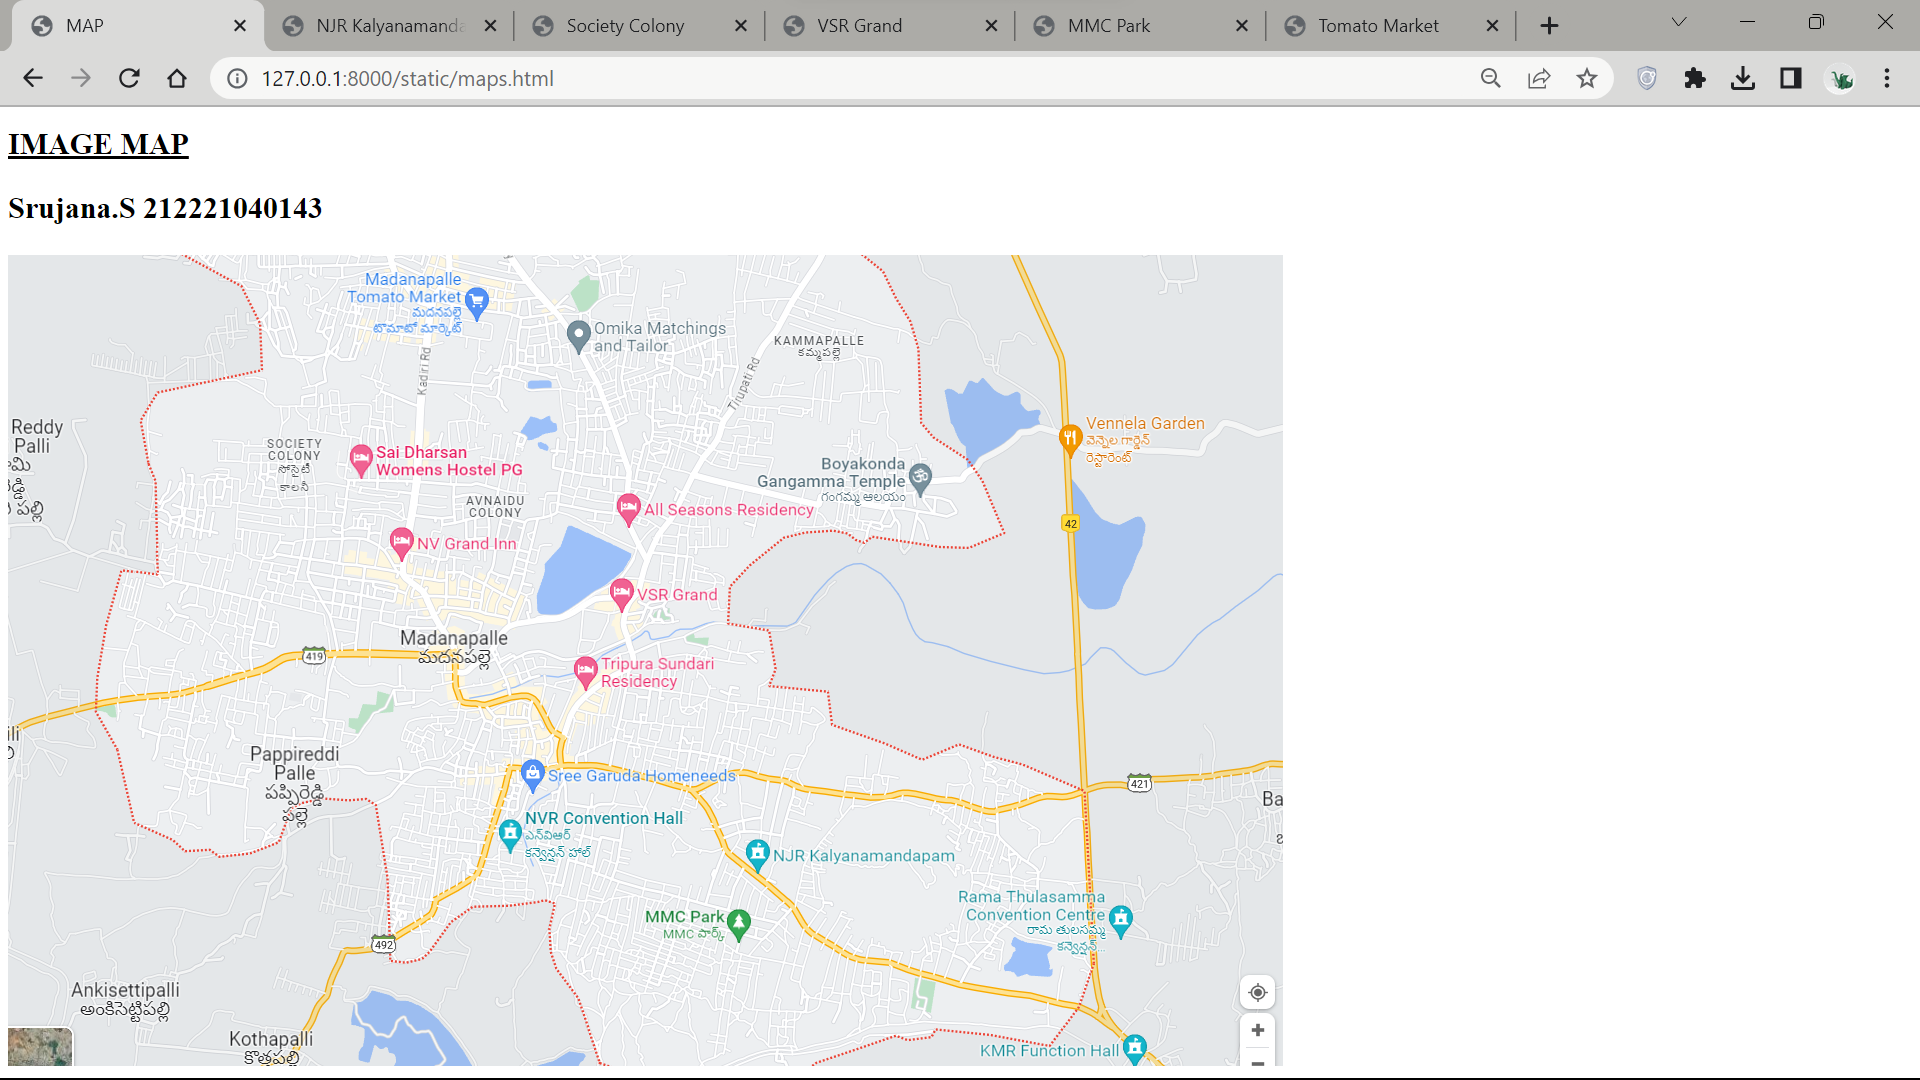 MAP
NJR Kalyanamanda
Society Colony
VSR Grand
MMC Park
Tomato Market
127.0.0.1:8000/static/maps.html
IMAGE MAP
Srujana.S 212221040143
Madanapalle
Tomato Market
మదనపల్లె
టొమాటో మార్కెట్
Omika Matchings
and Tailor
KAMMAPALLE
కమ్మపల్లె
Kadiri Rd
Tirupati Rd
Reddy
Palli
పల్లి
SOCIETY
COLONY
సోసైటీ
కాలనీ
Sai Dharsan
Womens Hostel PG
AVNAIDU
COLONY
Boyakonda
Gangamma Temple
గంగమ్మ ఆలయం
Vennela Garden
వెన్నెల గార్డెన్
రెస్టారెంట్
All Seasons Residency
42
NV Grand Inn
VSR Grand
Madanapalle
మదనపల్లె
419
Tripura Sundari
Residency
Pappireddi
Palle
పప్పిరెడ్డి
పల్లె
Sree Garuda Homeneeds
421
Ba
NVR Convention Hall
ఎన్విఆర్
కన్వెన్షన్ హాల్
NJR Kalyanamandapam
Rama Thulasamma
Convention Centre
రామ తులసమ్మ
కన్వెన్షన్...
MMC Park
MMC పార్క్
492
Ankisettipalli
అంకిసెట్టిపల్లి
Kothapalli
కొత్తపల్లి
KMR Function Hall